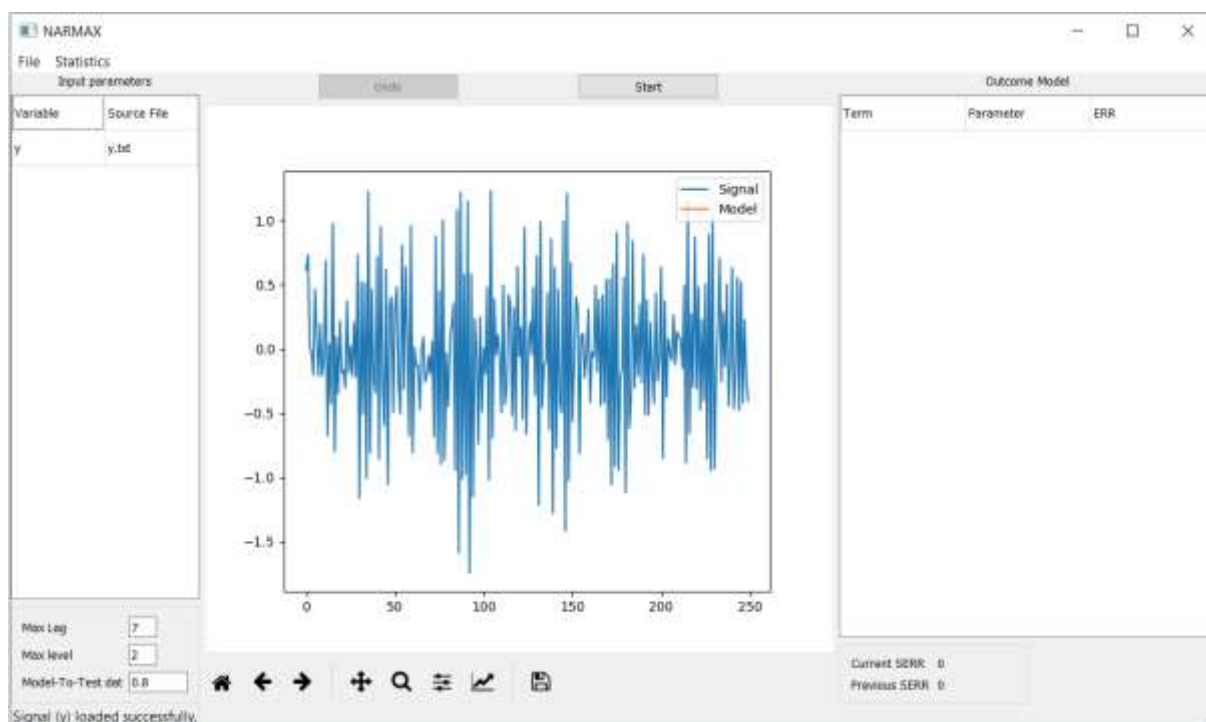 NARMAX
File Statistics
Input parameters
Undo
Start
Outcome Model
Variable Source File
Term Parameter ERR
y y.txt
Signal
Model
1.0
0.5
0.0
−0.5
−1.0
−1.5
0 50 100 150 200 250
Max Lag 7
Max level 2
Model-To-Test dat 0.8
Current SERR 0
Previous SERR 0
Signal (y) loaded successfully.